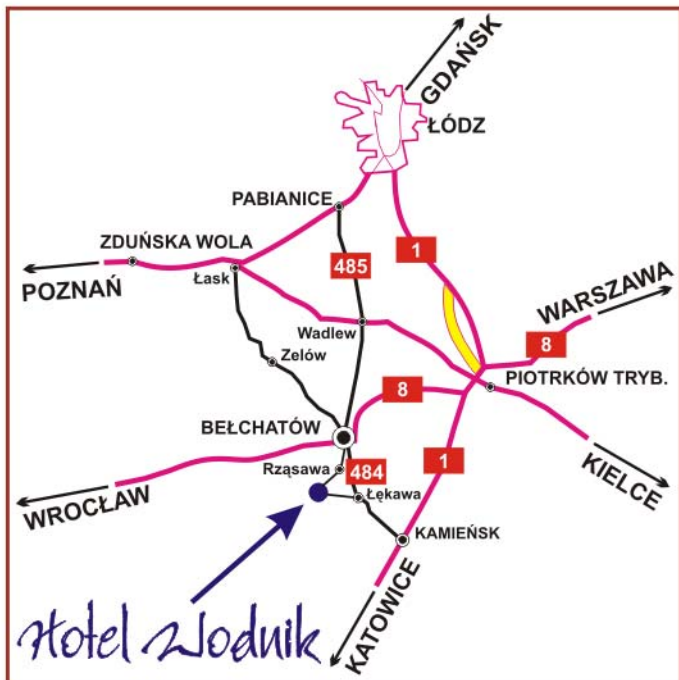 GDAŃSK
ŁÓDZ
PABIANICE
ZDUŃSKA WOLA
POZNAŃ
Łask
485
1
WARSZAWA
8
Wadlew
Zelów
PIOTRKÓW TRYB.
8
BEŁCHATÓW
Rząsawa
484
1
KIELCE
WROCŁAW
Łękawa
KAMIEŃSK
KATOWICE
Hotel Wodnik